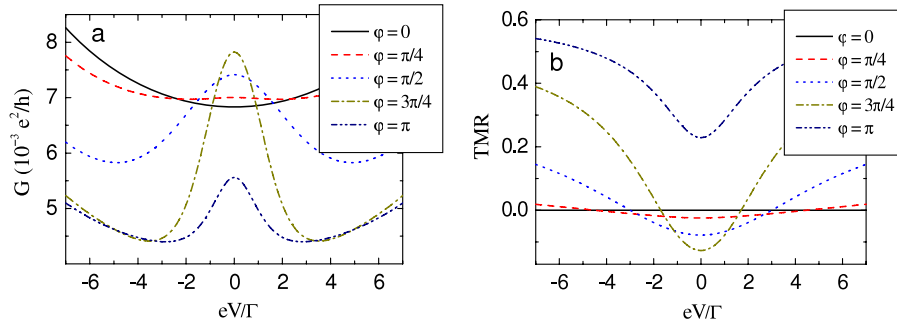 a
φ = 0
φ = π/4
φ = π/2
φ = 3π/4
φ = π
G (10⁻³ e²/h)
8
7
6
5
-6 -4 -2 0 2 4 6
eV/Γ
b
φ = 0
φ = π/4
φ = π/2
φ = 3π/4
φ = π
TMR
0.6
0.4
0.2
0.0
-6 -4 -2 0 2 4 6
eV/Γ